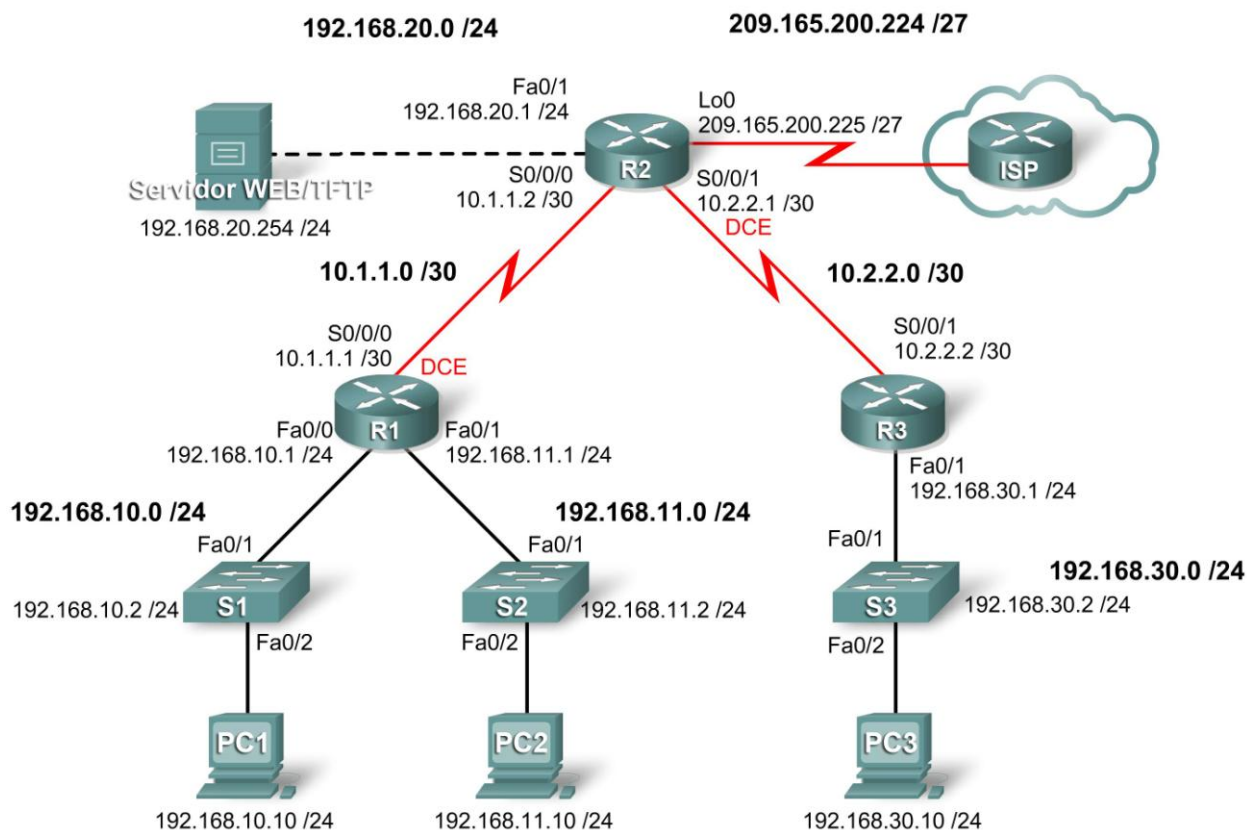 192.168.20.0 /24
209.165.200.224 /27
Fa0/1
192.168.20.1 /24
Lo0
209.165.200.225 /27
R2
ISP
Servidor WEB/TFTP
192.168.20.254 /24
S0/0/0
10.1.1.2 /30
S0/0/1
10.2.2.1 /30
DCE
10.1.1.0 /30
10.2.2.0 /30
S0/0/0
10.1.1.1 /30
DCE
S0/0/1
10.2.2.2 /30
R1
R3
Fa0/0
192.168.10.1 /24
Fa0/1
192.168.11.1 /24
Fa0/1
192.168.30.1 /24
192.168.10.0 /24
192.168.11.0 /24
192.168.30.0 /24
Fa0/1
Fa0/1
Fa0/1
S1
192.168.10.2 /24
S2
192.168.11.2 /24
S3
192.168.30.2 /24
Fa0/2
Fa0/2
Fa0/2
PC1
PC2
PC3
192.168.10.10 /24
192.168.11.10 /24
192.168.30.10 /24